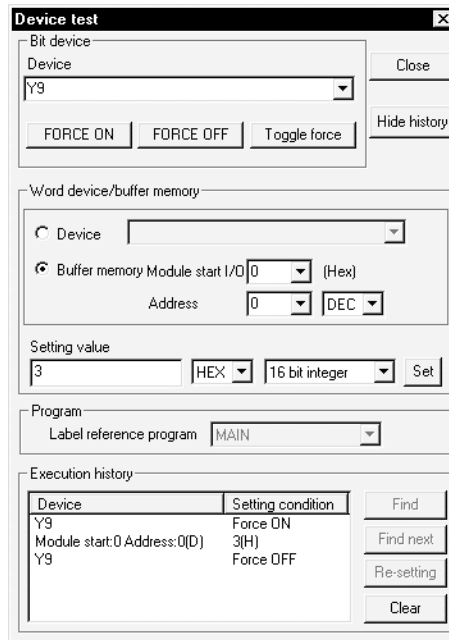 Device test
Bit device
Device
Close
Y9
Hide history
FORCE ON FORCE OFF Toggle force
Word device/buffer memory
Device
Buffer memory Module start I/O 0 (Hex)
Address 0 DEC
Setting value
3 HEX 16 bit integer Set
Program
Label reference program MAIN
Execution history
Device Setting condition Find
Y9 Force ON
Module start:0 Address:0(D) 3(H) Find next
Y9 Force OFF
Re-setting
Clear